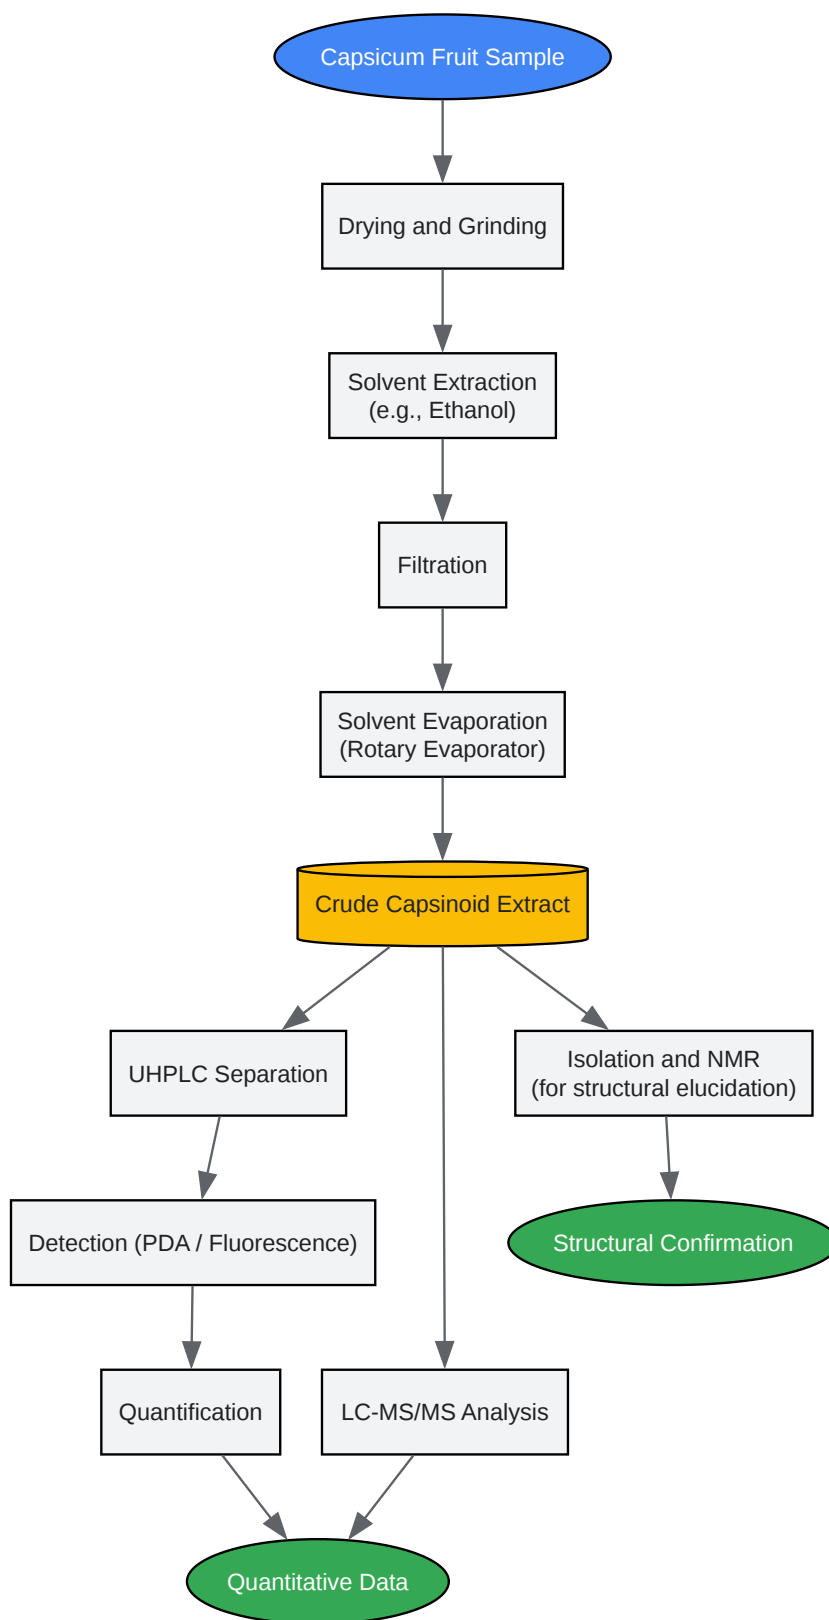 Capsicum Fruit Sample
Drying and Grinding
Solvent Extraction
(e.g., Ethanol)
Filtration
Solvent Evaporation
(Rotary Evaporator)
Crude Capsinoid Extract
UHPLC Separation
Isolation and NMR
(for structural elucidation)
Detection (PDA / Fluorescence)
Structural Confirmation
Quantification
LC-MS/MS Analysis
Quantitative Data